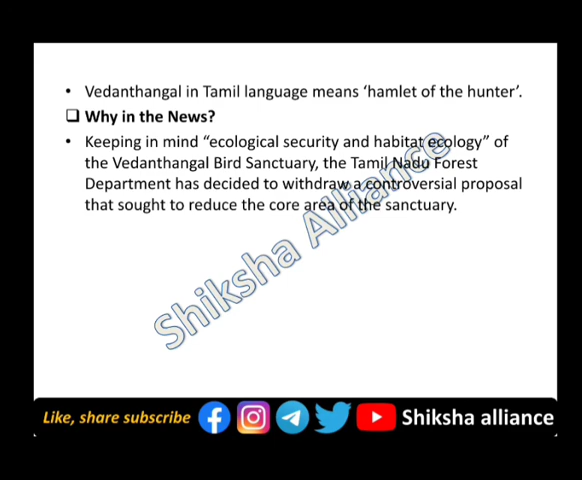 • Vedanthangal in Tamil language means ‘hamlet of the hunter’.
❑ Why in the News?
• Keeping in mind “ecological security and habitat ecology” of
the Vedanthangal Bird Sanctuary, the Tamil Nadu Forest
Department has decided to withdraw a controversial proposal
that sought to reduce the core area of the sanctuary.
Shiksha Alliance
Like, share subscribe Shiksha alliance